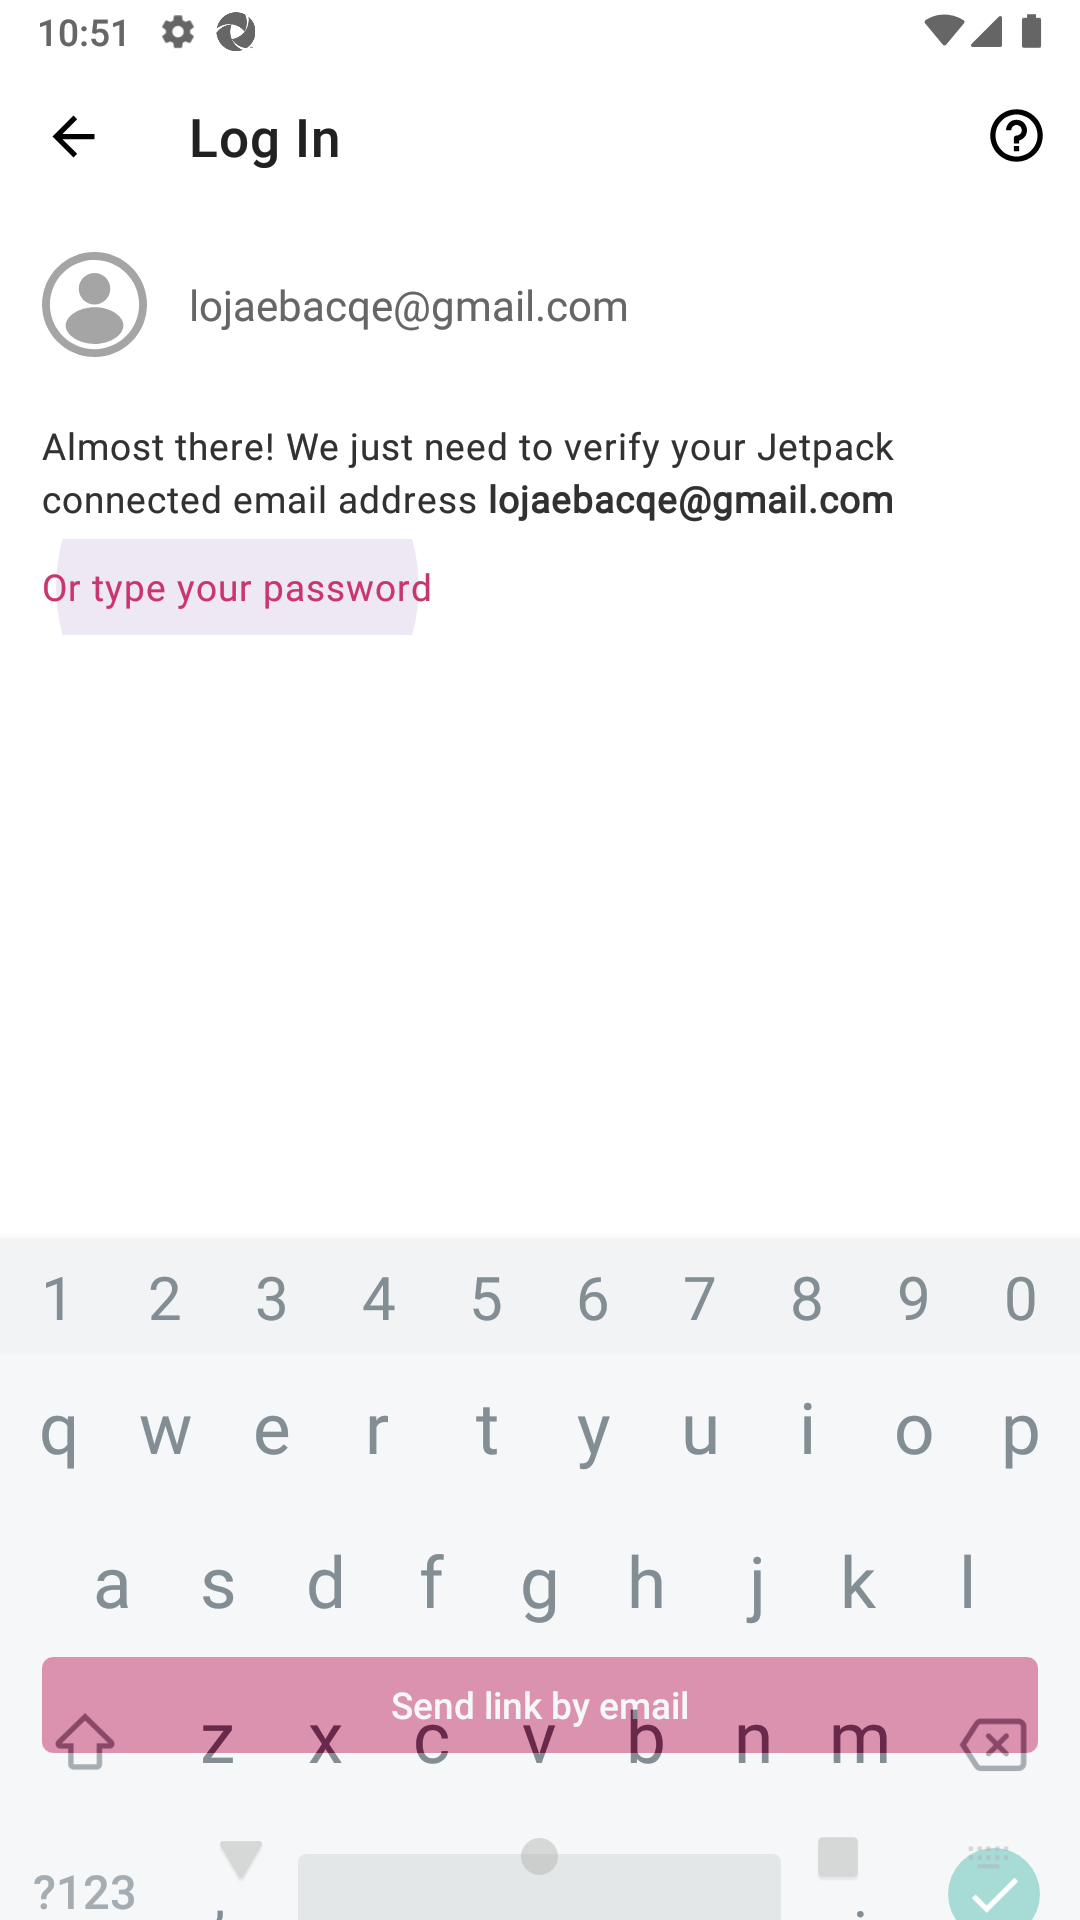 10:51
Log In
lojaebacqe@gmail.com
Almost there! We just need to verify your Jetpack
connected email address lojaebacqe@gmail.com
Or type your password
1 2 3 4 5 6 7 8 9 0
q w e r t y u i o p
a s d f g h j k l
Send link by email
z x c v b n m
?123 , .